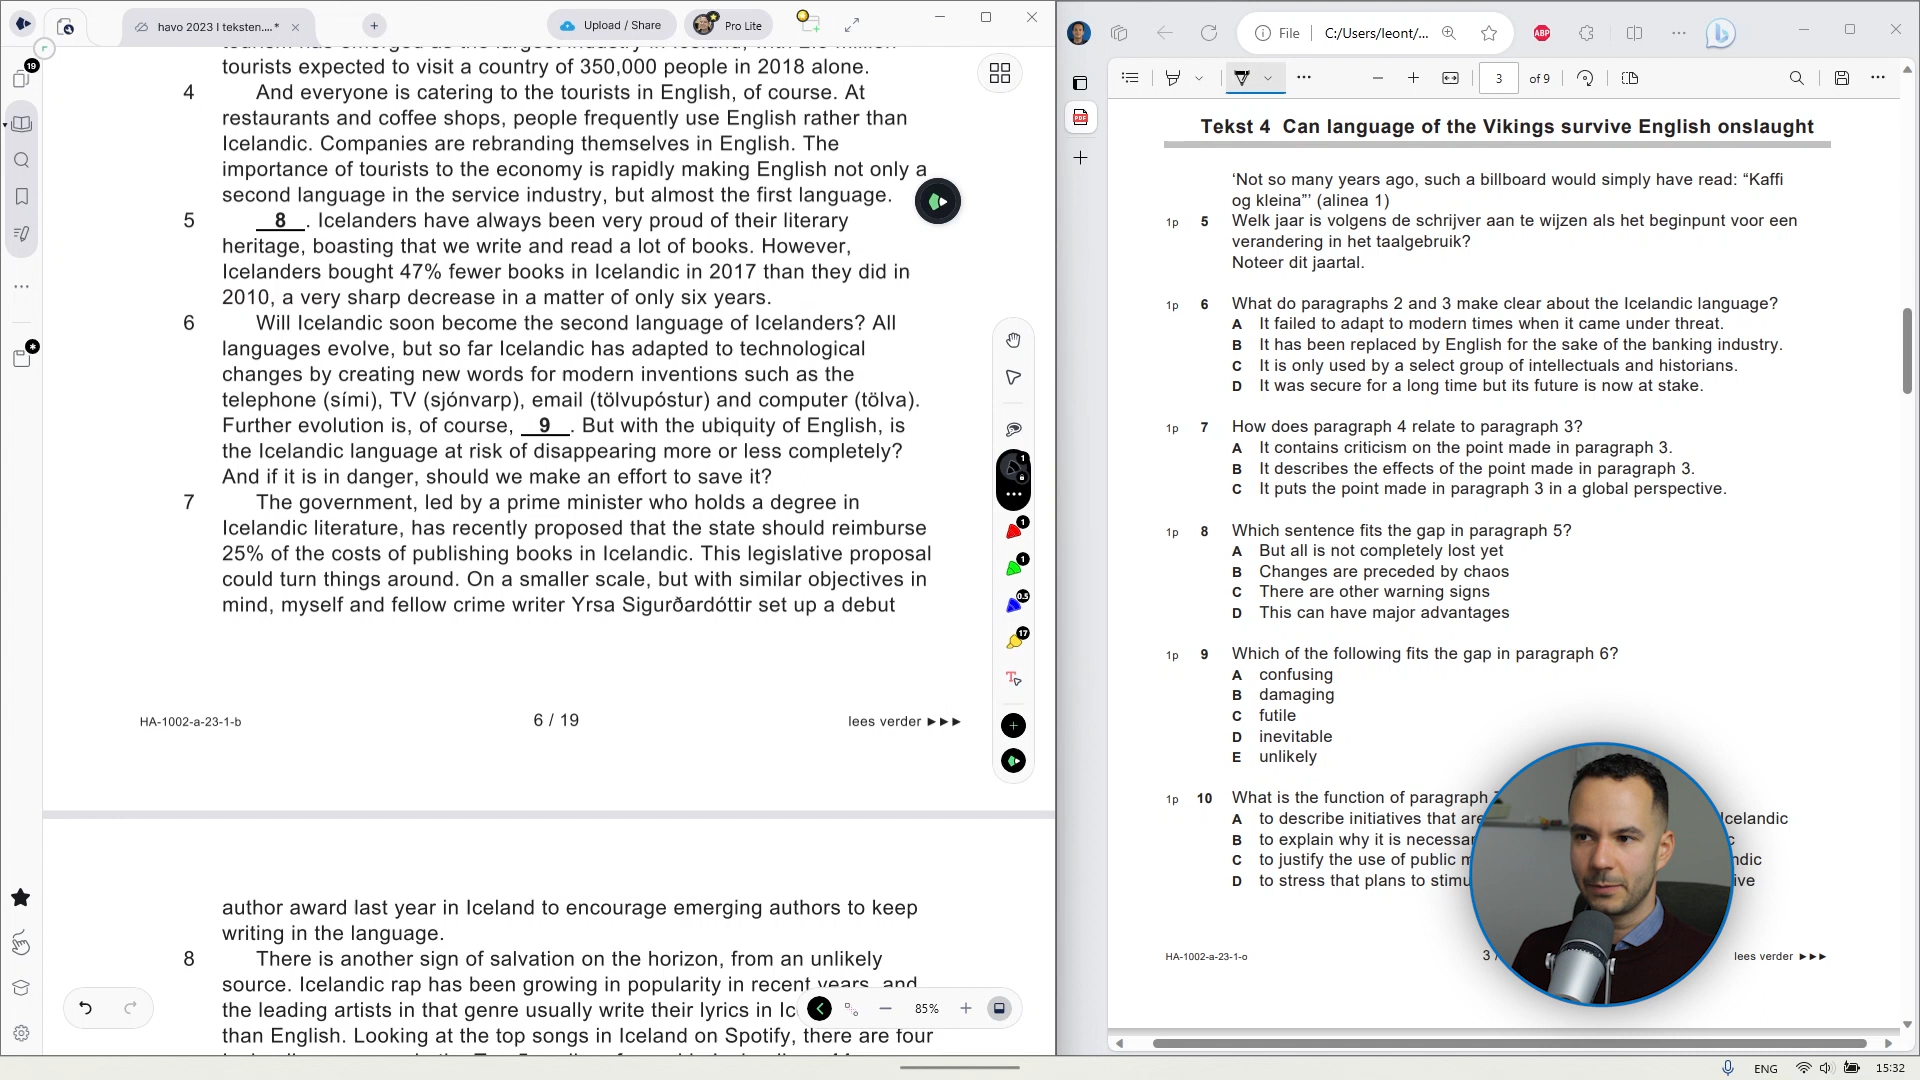 havo 2023 I teksten....*
Upload / Share
Pro Lite
File
C:/Users/leont/...
ABP
3 of 9
19
tourists expected to visit a country of 350,000 people in 2018 alone.
4 And everyone is catering to the tourists in English, of course. At
restaurants and coffee shops, people frequently use English rather than
Icelandic. Companies are rebranding themselves in English. The
importance of tourists to the economy is rapidly making English not only a
second language in the service industry, but almost the first language.
5 8 . Icelanders have always been very proud of their literary
heritage, boasting that we write and read a lot of books. However,
Icelanders bought 47% fewer books in Icelandic in 2017 than they did in
2010, a very sharp decrease in a matter of only six years.
6 Will Icelandic soon become the second language of Icelanders? All
languages evolve, but so far Icelandic has adapted to technological
changes by creating new words for modern inventions such as the
telephone (sími), TV (sjónvarp), email (tölvupóstur) and computer (tölva).
Further evolution is, of course, 9 . But with the ubiquity of English, is
the Icelandic language at risk of disappearing more or less completely?
And if it is in danger, should we make an effort to save it?
7 The government, led by a prime minister who holds a degree in
Icelandic literature, has recently proposed that the state should reimburse
25% of the costs of publishing books in Icelandic. This legislative proposal
could turn things around. On a smaller scale, but with similar objectives in
mind, myself and fellow crime writer Yrsa Sigurðardóttir set up a debut
HA-1002-a-23-1-b
6 / 19
lees verder ►►►
author award last year in Iceland to encourage emerging authors to keep
writing in the language.
8 There is another sign of salvation on the horizon, from an unlikely
source. Icelandic rap has been growing in popularity in recent years, and
the leading artists in that genre usually write their lyrics in Ic
than English. Looking at the top songs in Iceland on Spotify, there are four
85%
Tekst 4 Can language of the Vikings survive English onslaught
‘Not so many years ago, such a billboard would simply have read: “Kaffi
og kleina”’ (alinea 1)
1p 5 Welk jaar is volgens de schrijver aan te wijzen als het beginpunt voor een
verandering in het taalgebruik?
Noteer dit jaartal.
1p 6 What do paragraphs 2 and 3 make clear about the Icelandic language?
A It failed to adapt to modern times when it came under threat.
B It has been replaced by English for the sake of the banking industry.
C It is only used by a select group of intellectuals and historians.
D It was secure for a long time but its future is now at stake.
1p 7 How does paragraph 4 relate to paragraph 3?
A It contains criticism on the point made in paragraph 3.
B It describes the effects of the point made in paragraph 3.
C It puts the point made in paragraph 3 in a global perspective.
1p 8 Which sentence fits the gap in paragraph 5?
A But all is not completely lost yet
B Changes are preceded by chaos
C There are other warning signs
D This can have major advantages
1p 9 Which of the following fits the gap in paragraph 6?
A confusing
B damaging
C futile
D inevitable
E unlikely
1p 10 What is the function of paragraph
A to describe initiatives that are celandic
B to explain why it is necessar
C to justify the use of public m ndic
D to stress that plans to stimu ive
HA-1002-a-23-1-o
3 /
lees verder ►►►
ENG
15:32